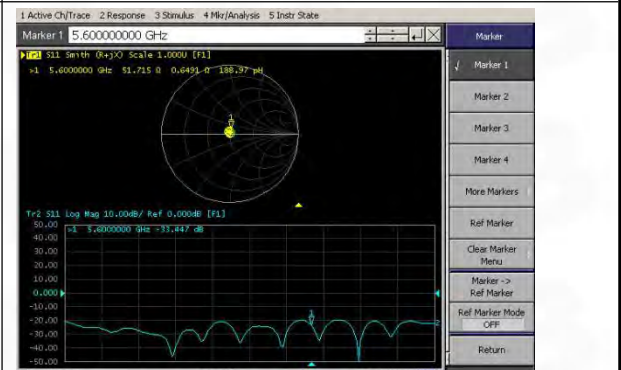 1 Active Ch/Trace 2 Response 3 Stimulus 4 Mkr/Analysis 5 Instr State
Marker 1 5.600000000 GHz
Tr1 S11 Smith (R+jX) Scale 1.000U [F1]
>1 5.6000000 GHz 51.715 Ω 6.6491 Ω 188.97 pH
1
Tr2 S11 Log Mag 10.00dB/ Ref 0.000dB [F1]
>1 5.6000000 GHz dB
50.00
40.00
30.00
20.00
10.00
0.000
-10.00
-20.00
-30.00
-40.00
-50.00
1
2
Marker
√ Marker 1
Marker 2
Marker 3
Marker 4
More Markers
Ref Marker
Clear Marker
Menu
Marker ->
Ref Marker
Ref Marker Mode
OFF
Return